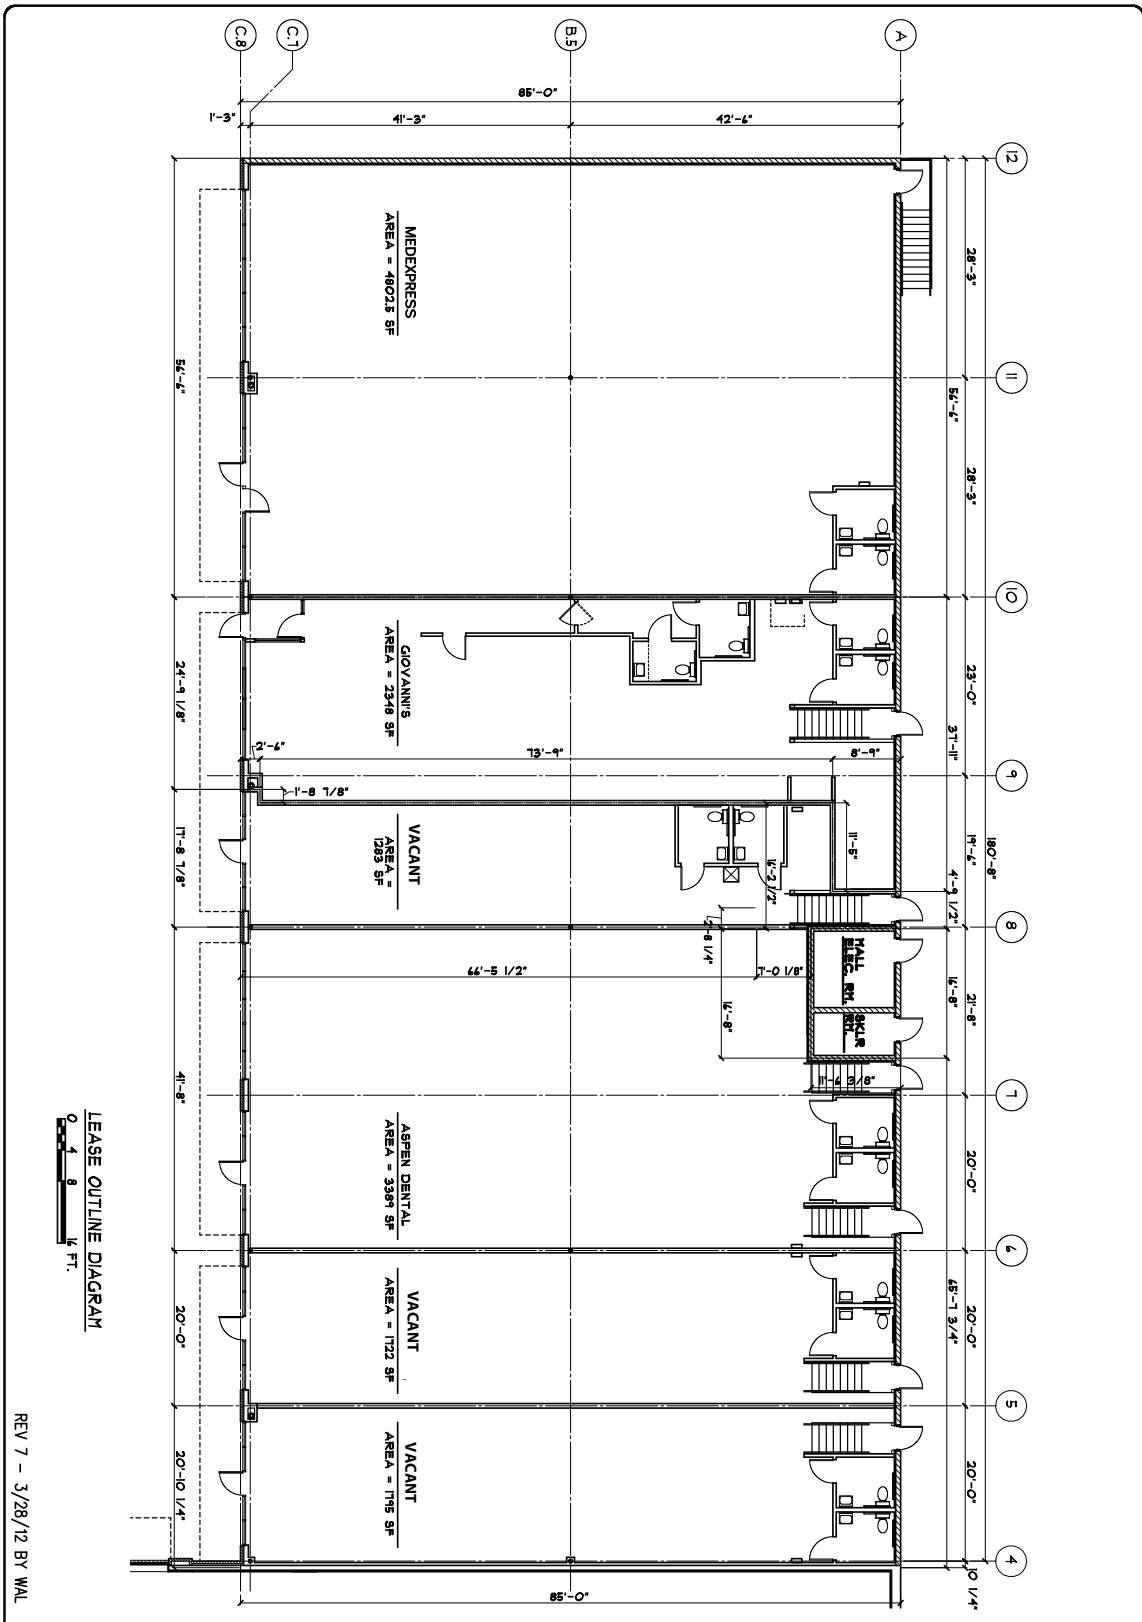 C.8
C.7
B.5
A
85'-0"
1'-3"
41'-3"
42'-6"
12
11
10
9
8
7
6
5
4
28'-3"
28'-3"
23'-0"
19'-6"
21'-8"
20'-0"
20'-0"
20'-0"
10 1/4"
180'-8"
56'-6"
37'-11"
4'-9 1/2"
16'-8"
65'-7 3/4"
MEDEXPRESS
AREA = 4802.5 SF
GIOVANNI'S
AREA = 2348 SF
2'-6"
73'-9"
8'-9"
1'-8 7/8"
11'-5"
VACANT
AREA =
1283 SF
16'-2 1/2"
2'-8 1/4"
66'-5 1/2"
7'-0 1/8"
16'-8"
MALL
ELEC. RM.
SKLR
RM.
11'-6 3/8"
ASPEN DENTAL
AREA = 3389 SF
VACANT
AREA = 1722 SF
VACANT
AREA = 1795 SF
56'-6"
24'-9 1/8"
17'-8 7/8"
41'-8"
20'-0"
20'-10 1/4"
85'-0"
LEASE OUTLINE DIAGRAM
0 4 8 16 FT.
REV 7 - 3/28/12 BY WAL